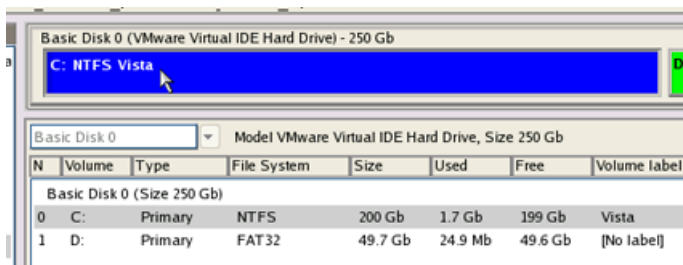 Basic Disk 0 (VMware Virtual IDE Hard Drive) - 250 Gb
C: NTFS Vista
D
a
Basic Disk 0 Model VMware Virtual IDE Hard Drive, Size 250 Gb
N Volume Type File System Size Used Free Volume label
Basic Disk 0 (Size 250 Gb)
0 C: Primary NTFS 200 Gb 1.7 Gb 199 Gb Vista
1 D: Primary FAT32 49.7 Gb 24.9 Mb 49.6 Gb [No label]